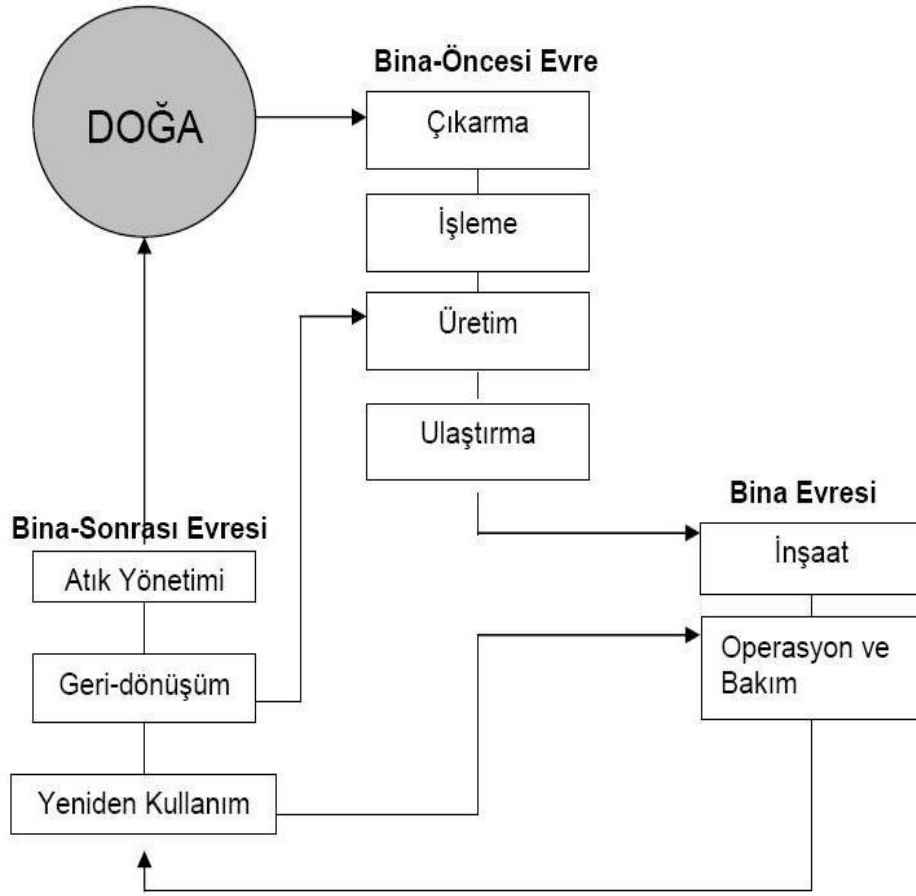 DOĞA
Bina-Öncesi Evre
Çıkarma
İşleme
Üretim
Ulaştırma
Bina Evresi
İnşaat
Operasyon ve
Bakım
Bina-Sonrası Evresi
Atık Yönetimi
Geri-dönüşüm
Yeniden Kullanım